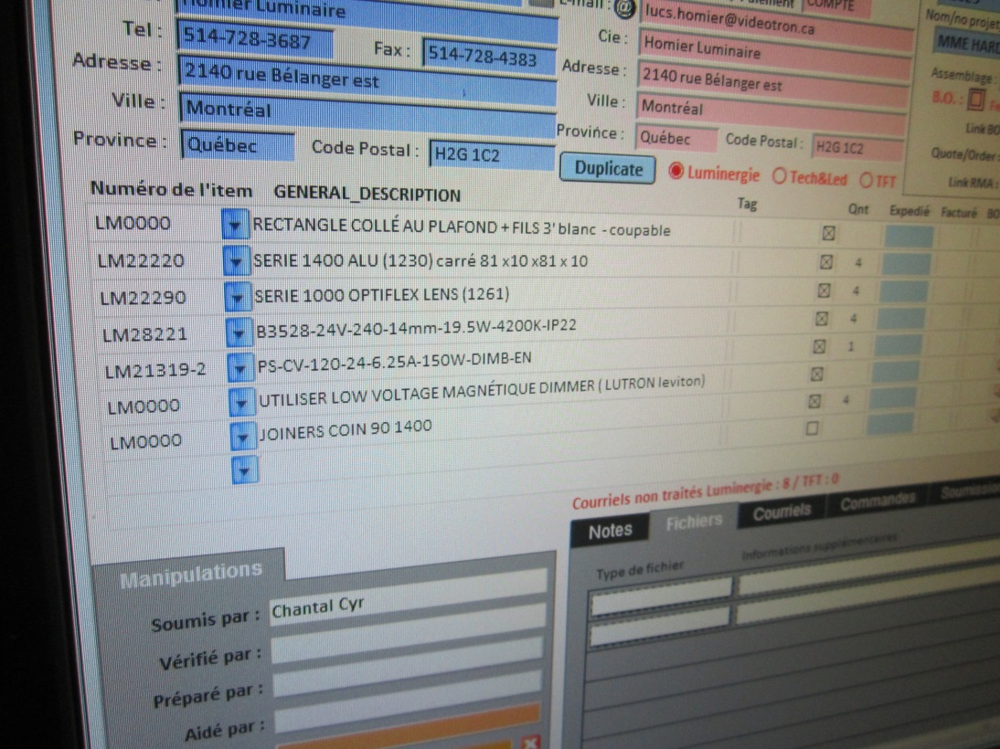 Homier Luminaire
Tel : 514-728-3687 Fax : 514-728-4383
Adresse : 2140 rue Bélanger est
Ville : Montréal
Province : Québec Code Postal : H2G 1C2
COMPTE
lucs.homier@videotron.ca
Cie : Homier Luminaire
Adresse : 2140 rue Bélanger est
Ville : Montréal
Province : Québec Code Postal : H2G 1C2
Duplicate Luminergie Tech&Led TFT
Nom/no projet
MME HARD
Assemblage :
B.O. :
Link BO
Quote/Order :
Link RMA :
Numéro de l'item GENERAL_DESCRIPTION Tag Qnt Expedié Facturé BO
LM0000 RECTANGLE COLLÉ AU PLAFOND + FILS 3' blanc - coupable
LM22220 SERIE 1400 ALU (1230) carré 81 x10 x81 x 10 4
LM22290 SERIE 1000 OPTIFLEX LENS (1261) 4
LM28221 B3528-24V-240-14mm-19.5W-4200K-IP22 4
LM21319-2 PS-CV-120-24-6.25A-150W-DIMB-EN 1
LM0000 UTILISER LOW VOLTAGE MAGNÉTIQUE DIMMER ( LUTRON leviton)
LM0000 JOINERS COIN 90 1400 4
Courriels non traités Luminergie : 8 / TFT : 0
Notes Fichiers Courriels Commandes Soumission
Type de fichier Informations supplémentaires
Manipulations
Soumis par : Chantal Cyr
Vérifié par :
Préparé par :
Aidé par :